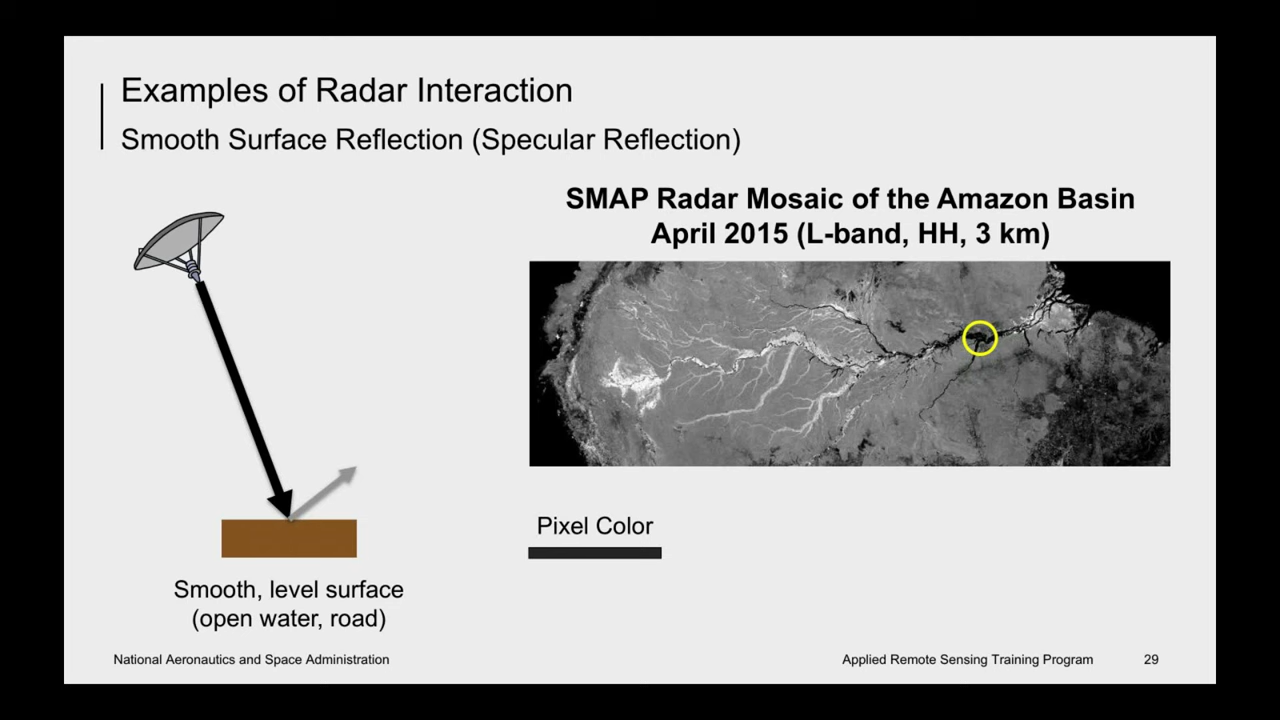 Examples of Radar Interaction
Smooth Surface Reflection (Specular Reflection)
SMAP Radar Mosaic of the Amazon Basin
April 2015 (L-band, HH, 3 km)
Pixel Color
Smooth, level surface
(open water, road)
National Aeronautics and Space Administration
Applied Remote Sensing Training Program
29